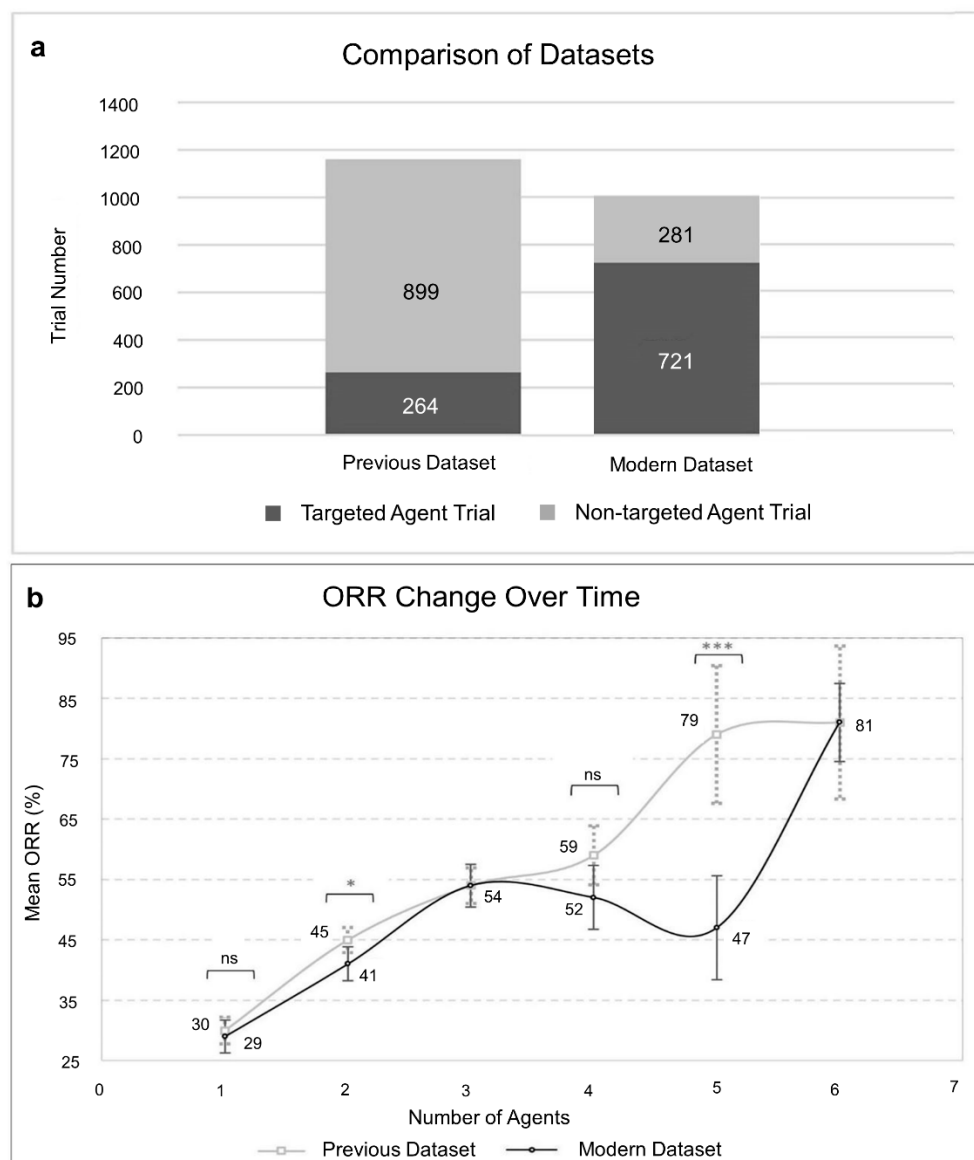 a
Comparison of Datasets
Trial Number
1400
1200
1000
800
600
400
200
0
899
264
281
721
Previous Dataset Modern Dataset
Targeted Agent Trial Non-targeted Agent Trial
b
ORR Change Over Time
Mean ORR (%)
95
85
75
65
55
45
35
25
ns
*
ns
***
30
29
45
41
54
59
52
79
47
81
0 1 2 3 4 5 6 7
Number of Agents
Previous Dataset Modern Dataset